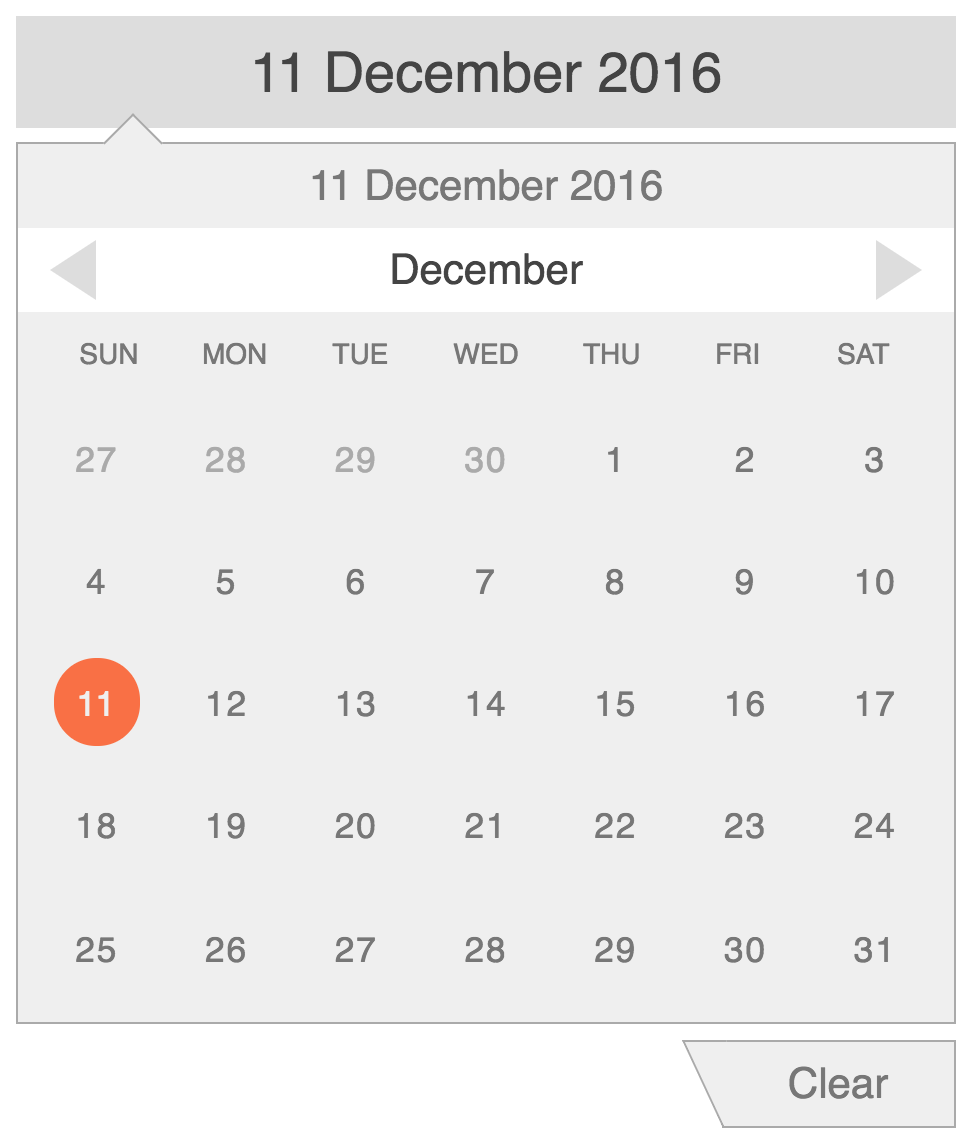 11 December 2016
11 December 2016
December
SUN MON TUE WED THU FRI SAT
27 28 29 30 1 2 3
4 5 6 7 8 9 10
11 12 13 14 15 16 17
18 19 20 21 22 23 24
25 26 27 28 29 30 31
Clear